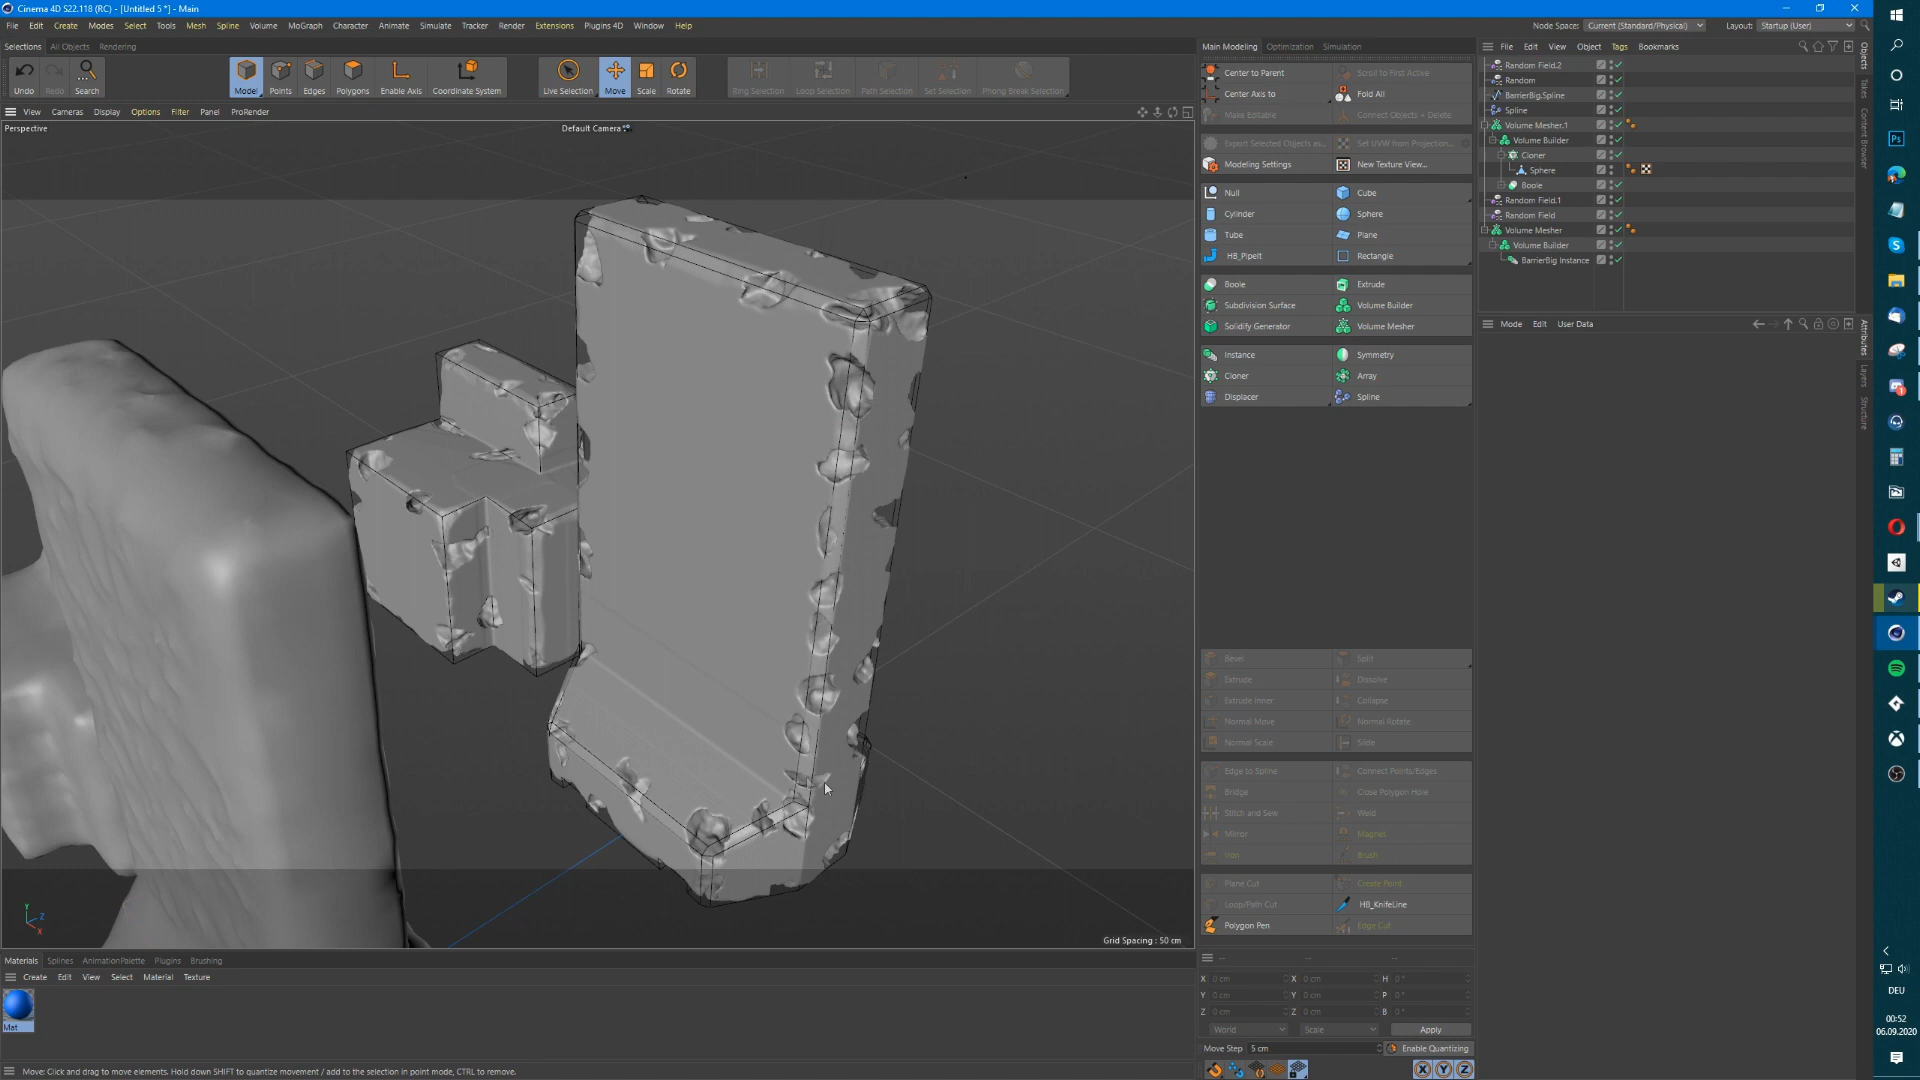 Cinema 4D S22.118 (RC) - [Untitled 5 *] - Main
File Edit Create Modes Select Tools Mesh Spline Volume MoGraph Character Animate Simulate Tracker Render Extensions Plugins 4D Window Help
Node Space: Current (Standard/Physical) Layout: Startup (User)
Selections All Objects Rendering
Undo Redo Search Model Points Edges Polygons Enable Axis Coordinate System Live Selection Move Scale Rotate Ring Selection Loop Selection Path Selection Set Selection Phong Break Selection
View Cameras Display Options Filter Panel ProRender
Perspective
Default Camera
Grid Spacing : 50 cm
Main Modeling Optimization Simulation
Center to Parent Scroll to First Active
Center Axis to Fold All
Make Editable Connect Objects + Delete
Export Selected Objects as... Set UVW from Projection...
Modeling Settings New Texture View...
Null Cube
Cylinder Sphere
Tube Plane
HB_PipeIt Rectangle
Boole Extrude
Subdivision Surface Volume Builder
Solidify Generator Volume Mesher
Instance Symmetry
Cloner Array
Displacer Spline
Bevel Split
Extrude Dissolve
Extrude Inner Collapse
Normal Move Normal Rotate
Normal Scale Slide
Edge to Spline Connect Points/Edges
Bridge Close Polygon Hole
Stitch and Sew Weld
Mirror Magnet
Iron Brush
Plane Cut Create Point
Loop/Path Cut HB_KnifeLine
Polygon Pen Edge Cut
-- -- --
X 0 cm X 0 cm H 0 °
Y 0 cm Y 0 cm P 0 °
Z 0 cm Z 0 cm B 0 °
World Scale Apply
Move Step 5 cm Enable Quantizing
X Y Z
File Edit View Object Tags Bookmarks
Random Field.2
Random
BarrierBig.Spline
Spline
Volume Mesher.1
Volume Builder
Cloner
Sphere
Boole
Random Field.1
Random Field
Volume Mesher
Volume Builder
BarrierBig Instance
Mode Edit User Data
Objects
Takes
Content Browser
Attributes
Layers
Structure
Materials Splines AnimationPalette Plugins Brushing
Create Edit View Select Material Texture
Mat
Move: Click and drag to move elements. Hold down SHIFT to quantize movement / add to the selection in point mode, CTRL to remove.
Y
Z
X
Ps
DEU
00:52
06.09.2020